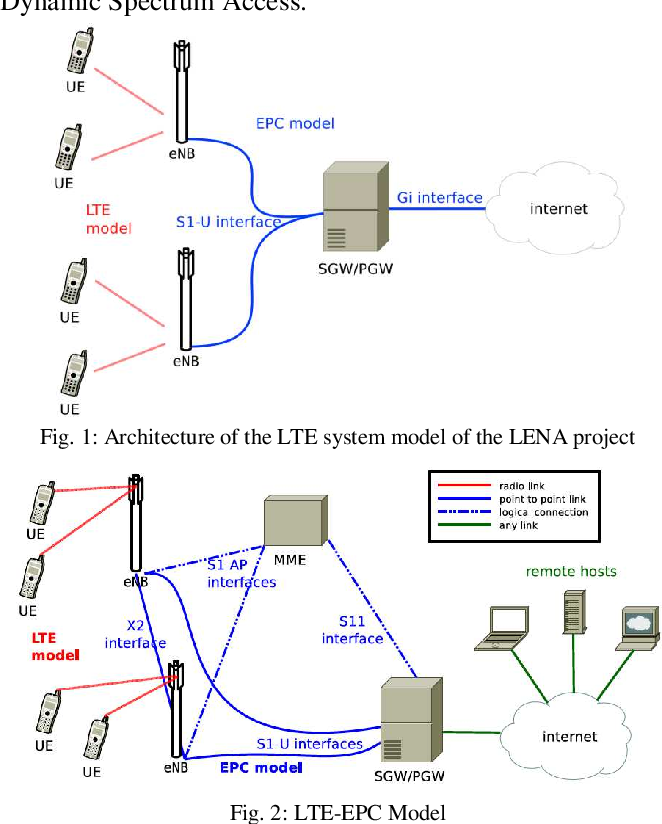 Dynamic Spectrum Access.
UE
EPC model
eNB
UE
LTE
model
S1-U interface
Gi interface
internet
SGW/PGW
UE
eNB
UE
Fig. 1: Architecture of the LTE system model of the LENA project
radio link
point to point link
logical connection
any link
UE
MME
eNB
S1 AP
interfaces
remote hosts
UE
X2
interface
S11
interface
LTE
model
UE
S1-U interfaces
internet
UE
eNB
EPC model
SGW/PGW
Fig. 2: LTE-EPC Model